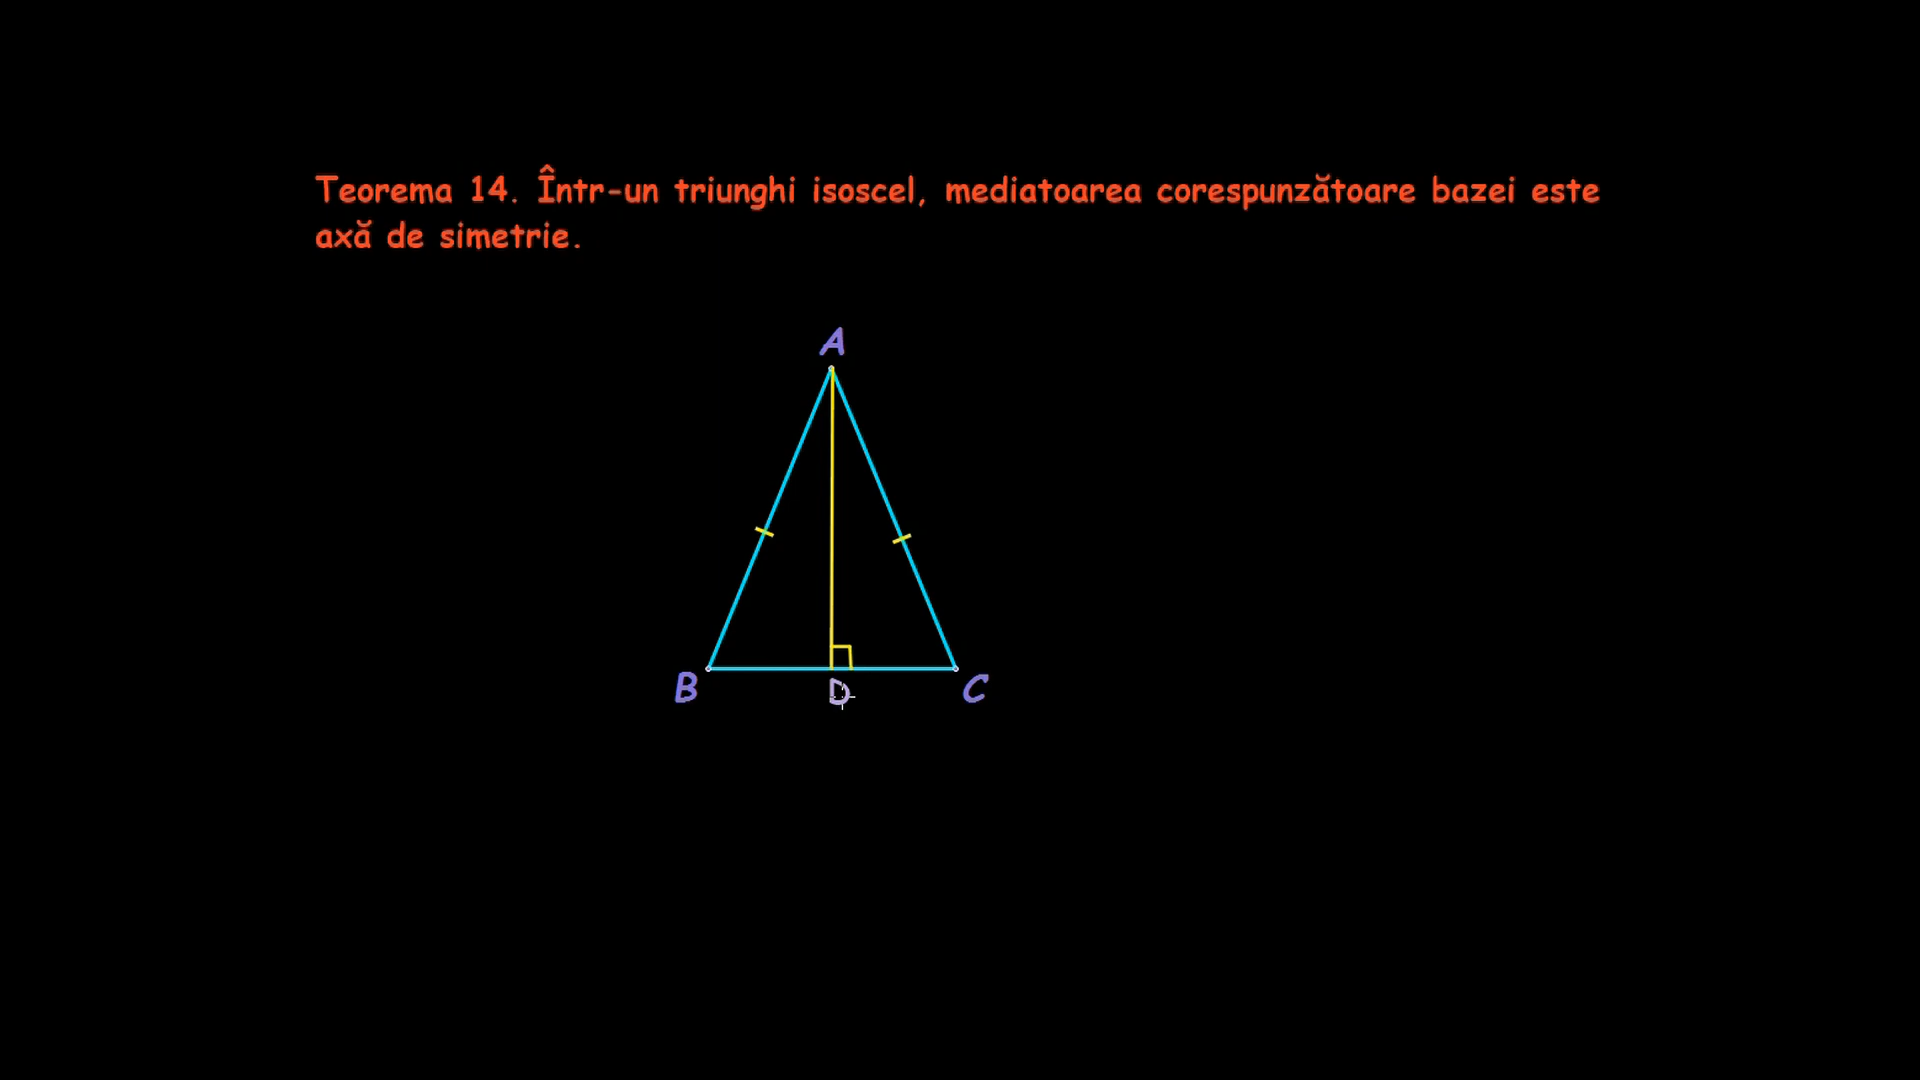 Teorema 14. Într-un triunghi isoscel, mediatoarea corespunzătoare bazei este
axă de simetrie.
A
B
D
C